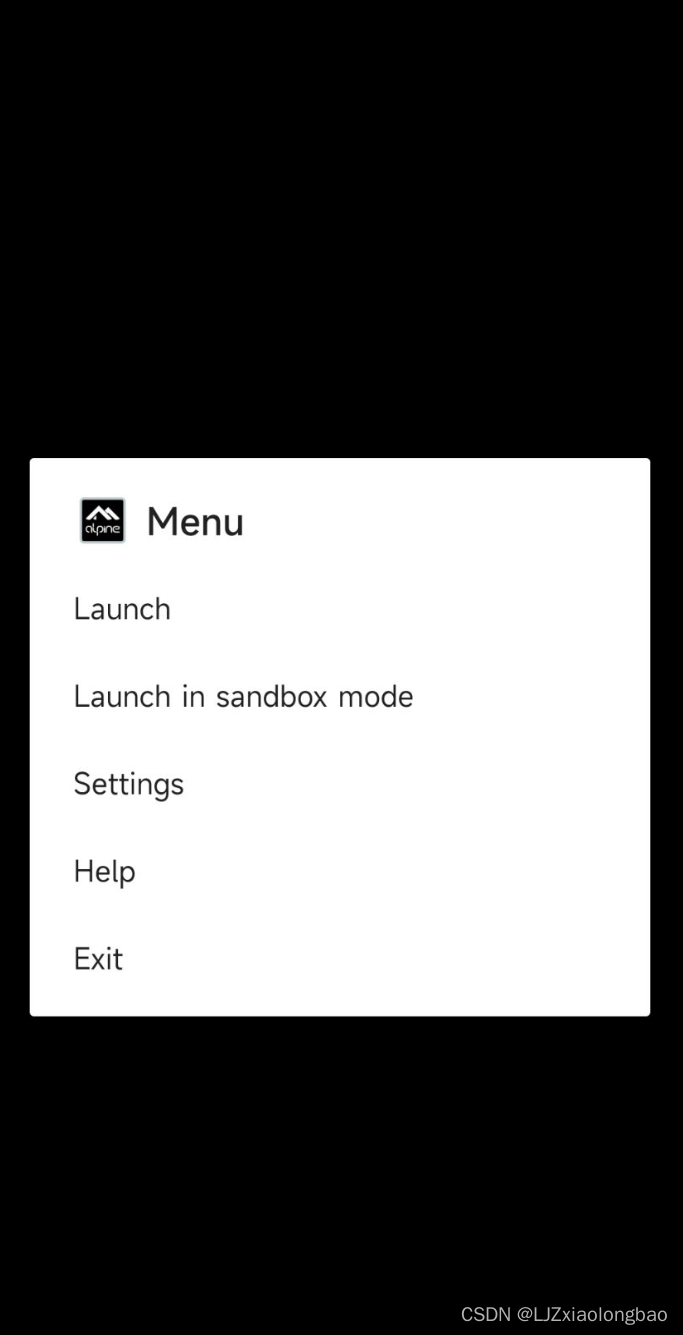 alpine
Menu
Launch
Launch in sandbox mode
Settings
Help
Exit
CSDN @LJZxiaolongbao